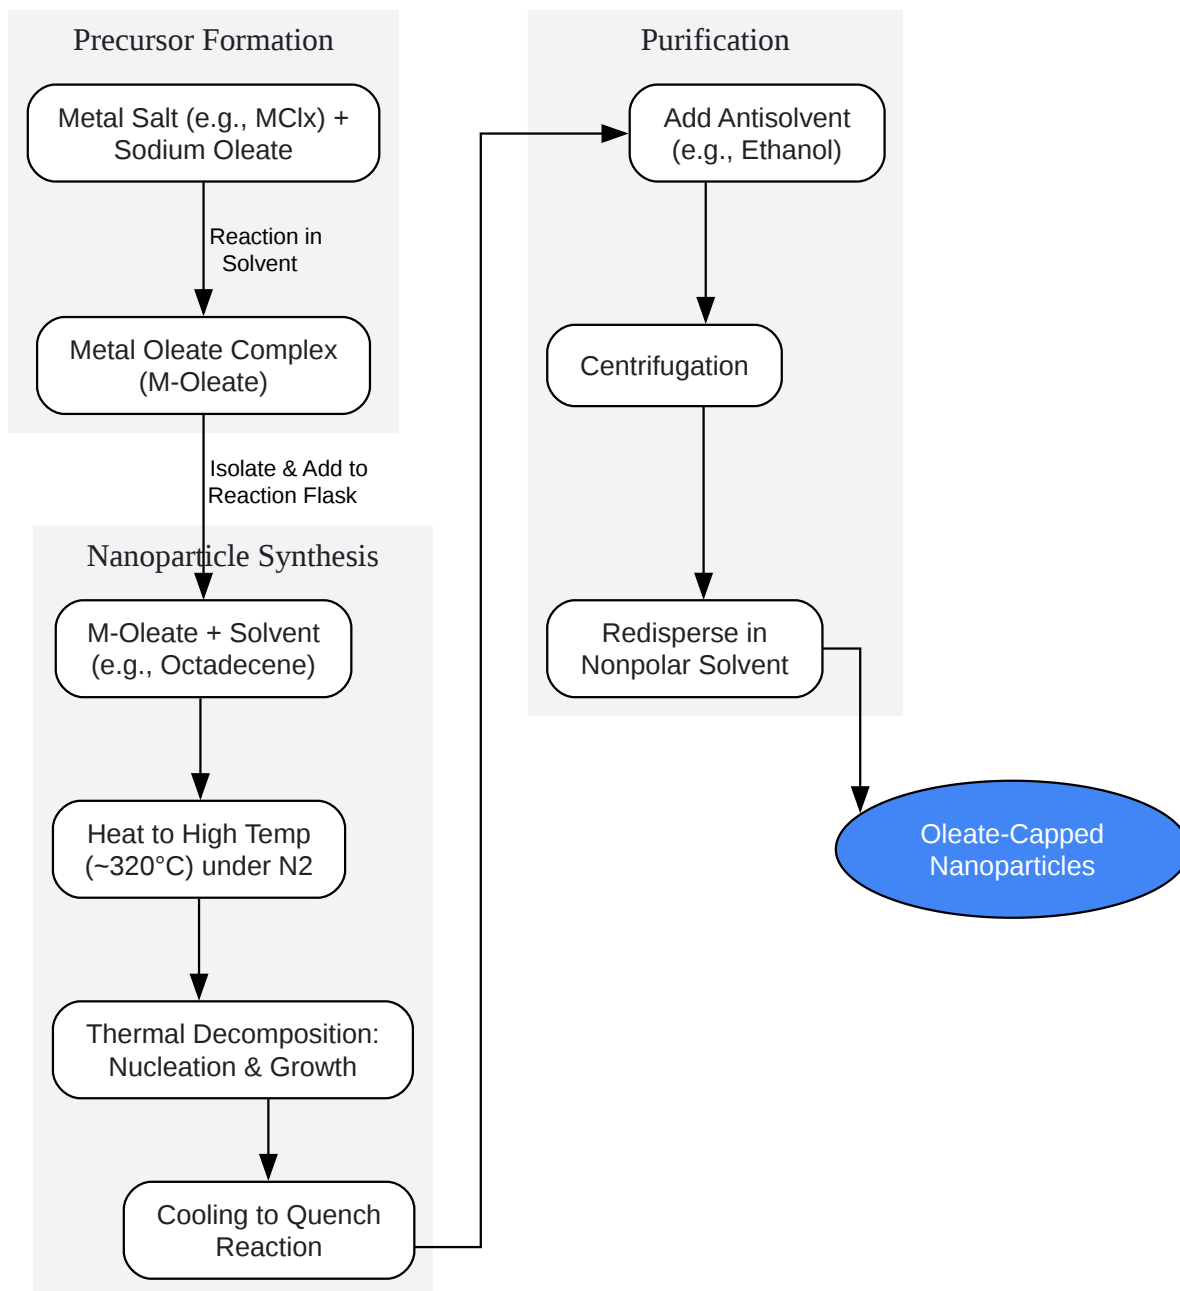 Precursor Formation
Metal Salt (e.g., MClx) +
Sodium Oleate
Reaction in
Solvent
Metal Oleate Complex
(M-Oleate)
Isolate & Add to
Reaction Flask
Nanoparticle Synthesis
M-Oleate + Solvent
(e.g., Octadecene)
Heat to High Temp
(~320°C) under N2
Thermal Decomposition:
Nucleation & Growth
Cooling to Quench
Reaction
Purification
Add Antisolvent
(e.g., Ethanol)
Centrifugation
Redisperse in
Nonpolar Solvent
Oleate-Capped
Nanoparticles